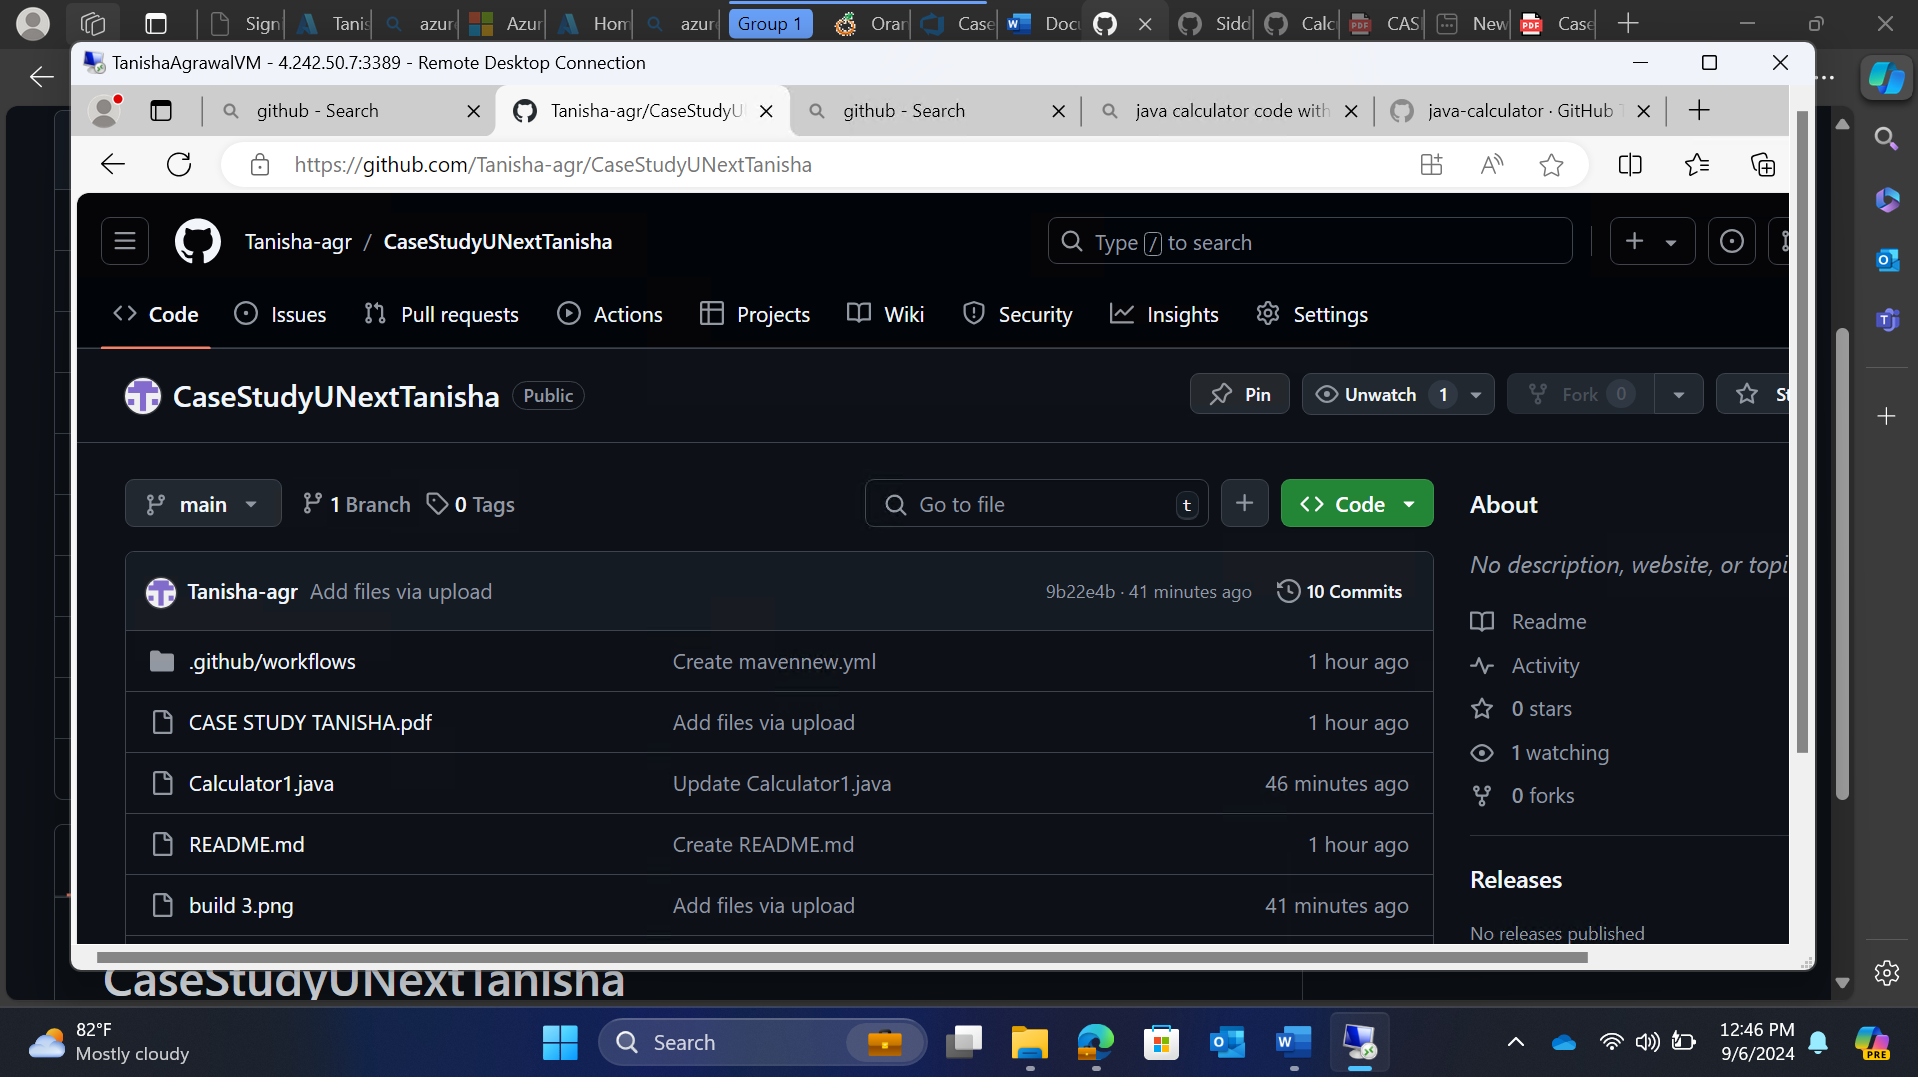 Sign
Tanis
azur
Azur
Hom
azur
Group 1
Oran
Case
Docu
Sidd
Calc
CAS
New
Case
TanishaAgrawalVM - 4.242.50.7:3389 - Remote Desktop Connection
github - Search
Tanisha-agr/CaseStudyU
github - Search
java calculator code with
java-calculator · GitHub T
https://github.com/Tanisha-agr/CaseStudyUNextTanisha
Tanisha-agr / CaseStudyUNextTanisha
Type / to search
Code
Issues
Pull requests
Actions
Projects
Wiki
Security
Insights
Settings
CaseStudyUNextTanisha Public
Pin
Unwatch 1
Fork 0
St
main
1 Branch
0 Tags
Go to file t
Code
About
No description, website, or topi
Tanisha-agr Add files via upload 9b22e4b · 41 minutes ago 10 Commits
.github/workflows Create mavennew.yml 1 hour ago
CASE STUDY TANISHA.pdf Add files via upload 1 hour ago
Calculator1.java Update Calculator1.java 46 minutes ago
README.md Create README.md 1 hour ago
build 3.png Add files via upload 41 minutes ago
Readme
Activity
0 stars
1 watching
0 forks
Releases
No releases published
CaseStudyUNextTanisha
82°F
Mostly cloudy
Search
12:46 PM
9/6/2024
PRE